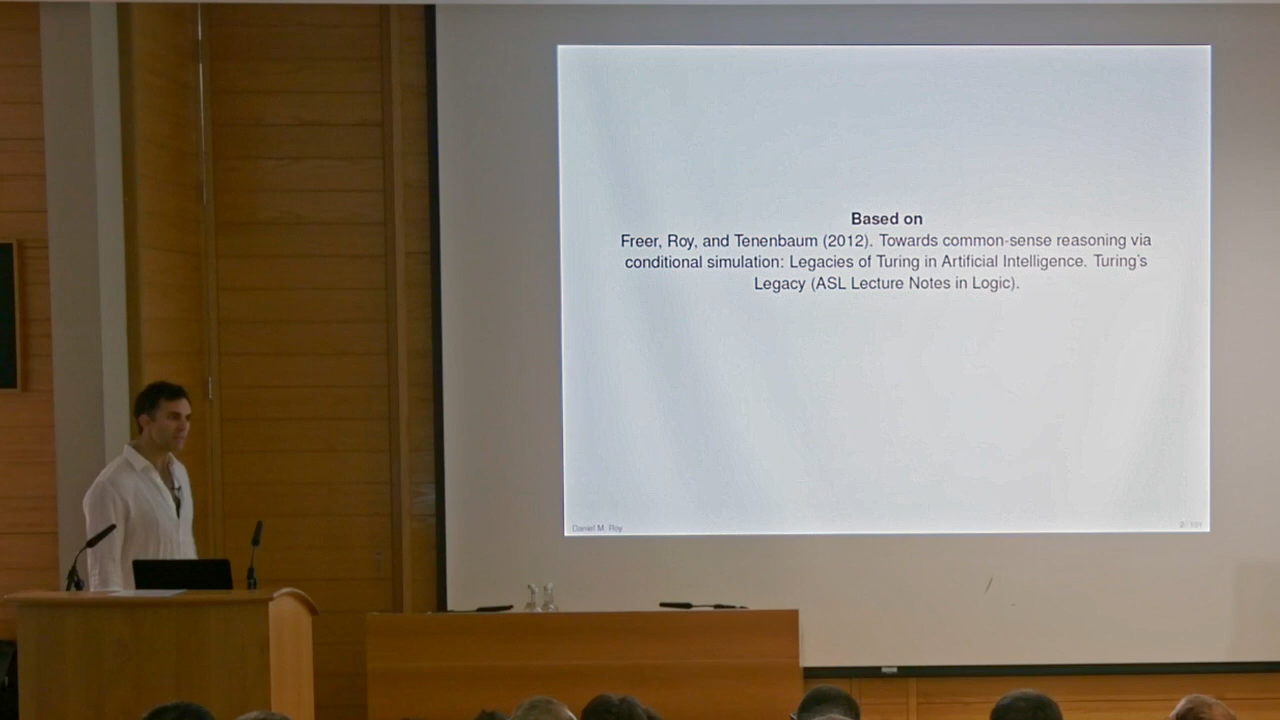 Based on
Freer, Roy, and Tenenbaum (2012). Towards common-sense reasoning via
conditional simulation: Legacies of Turing in Artificial Intelligence. Turing's
Legacy (ASL Lecture Notes in Logic).
Daniel M. Roy